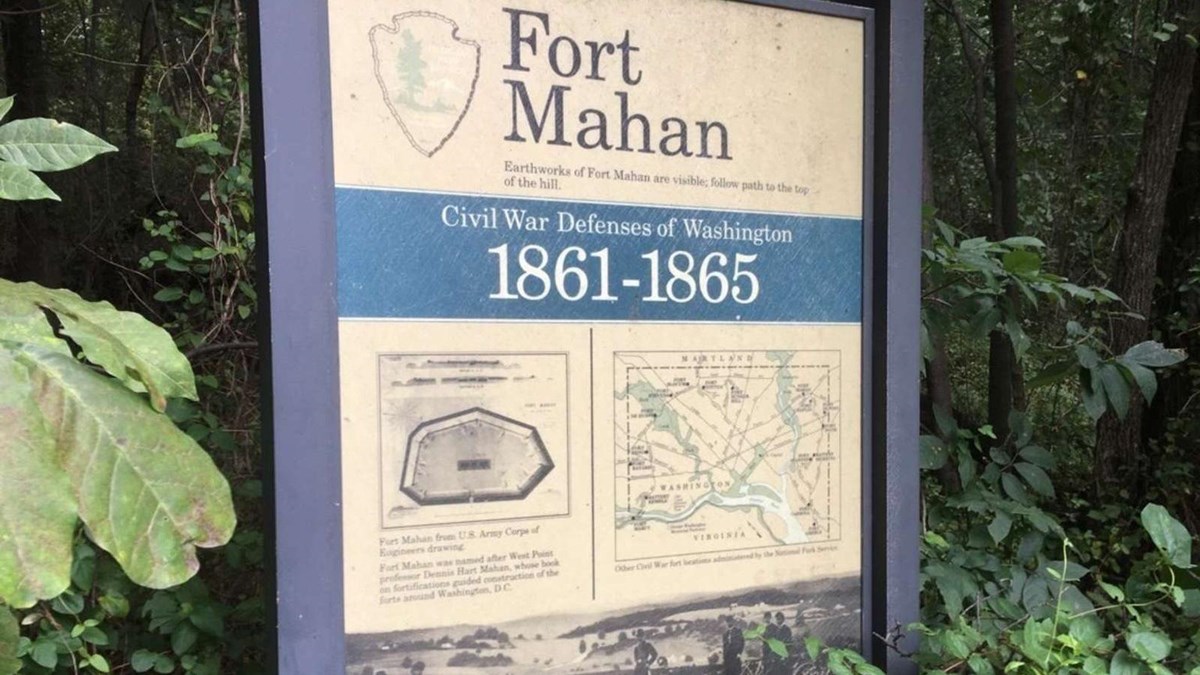 Fort
Mahan
Earthworks of Fort Mahan are visible; follow path to the top
of the hill.
Civil War Defenses of Washington
1861-1865
Fort Mahan from U.S. Army Corps of
Engineers drawing.
Fort Mahan was named after West Point
professor Dennis Hart Mahan, whose book
on fortifications guided construction of the
forts around Washington, D.C.
MARYLAND
WASHINGTON
VIRGINIA
Other Civil War fort locations administered by the National Park Service.